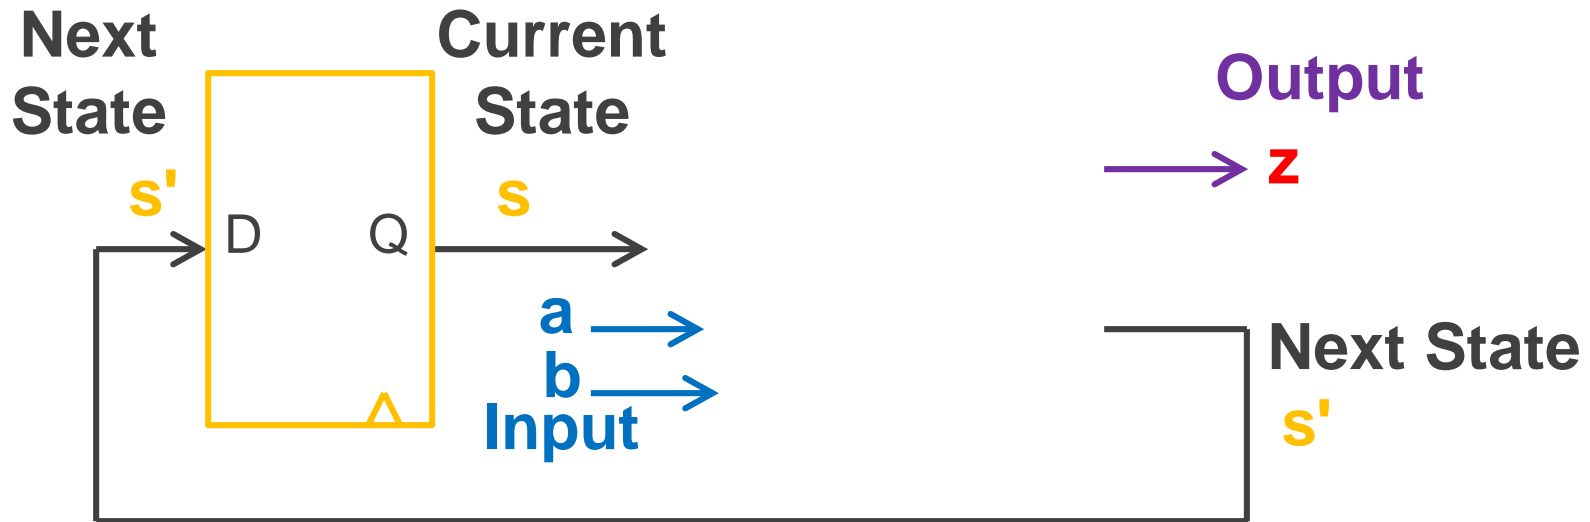 Next
State
s'
D
Q
Current
State
s
a
b
Input
Output
z
Next State
s'